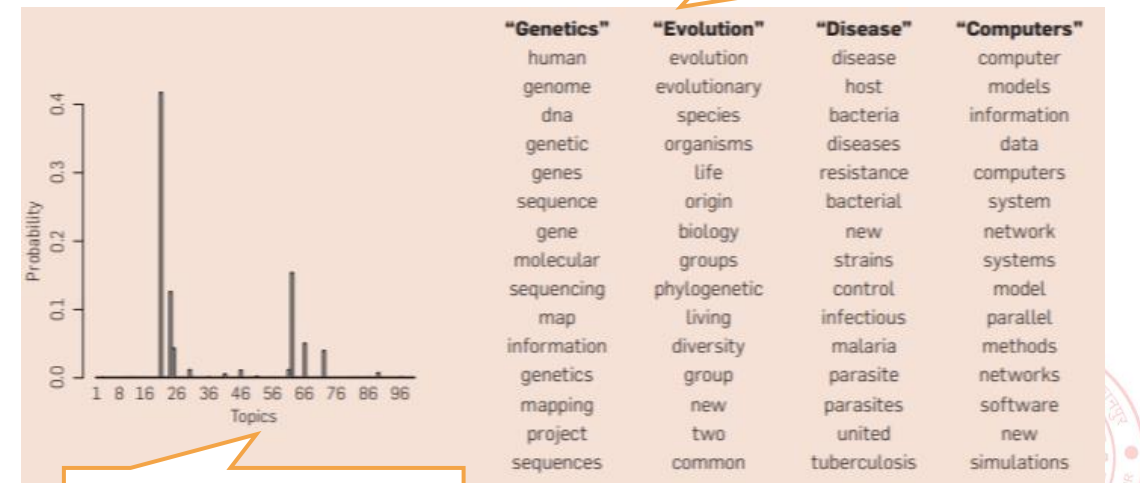 “Genetics” “Evolution” “Disease” “Computers”
human evolution disease computer
genome evolutionary host models
dna species bacteria information
genetic organisms diseases data
genes life resistance computers
sequence origin bacterial system
gene biology new network
molecular groups strains systems
sequencing phylogenetic control model
map living infectious parallel
information diversity malaria methods
genetics group parasite networks
mapping new parasites software
project two united new
sequences common tuberculosis simulations
Probability
0.4
0.3
0.2
0.1
0.0
1 8 16 26 36 46 56 66 76 86 96
Topics